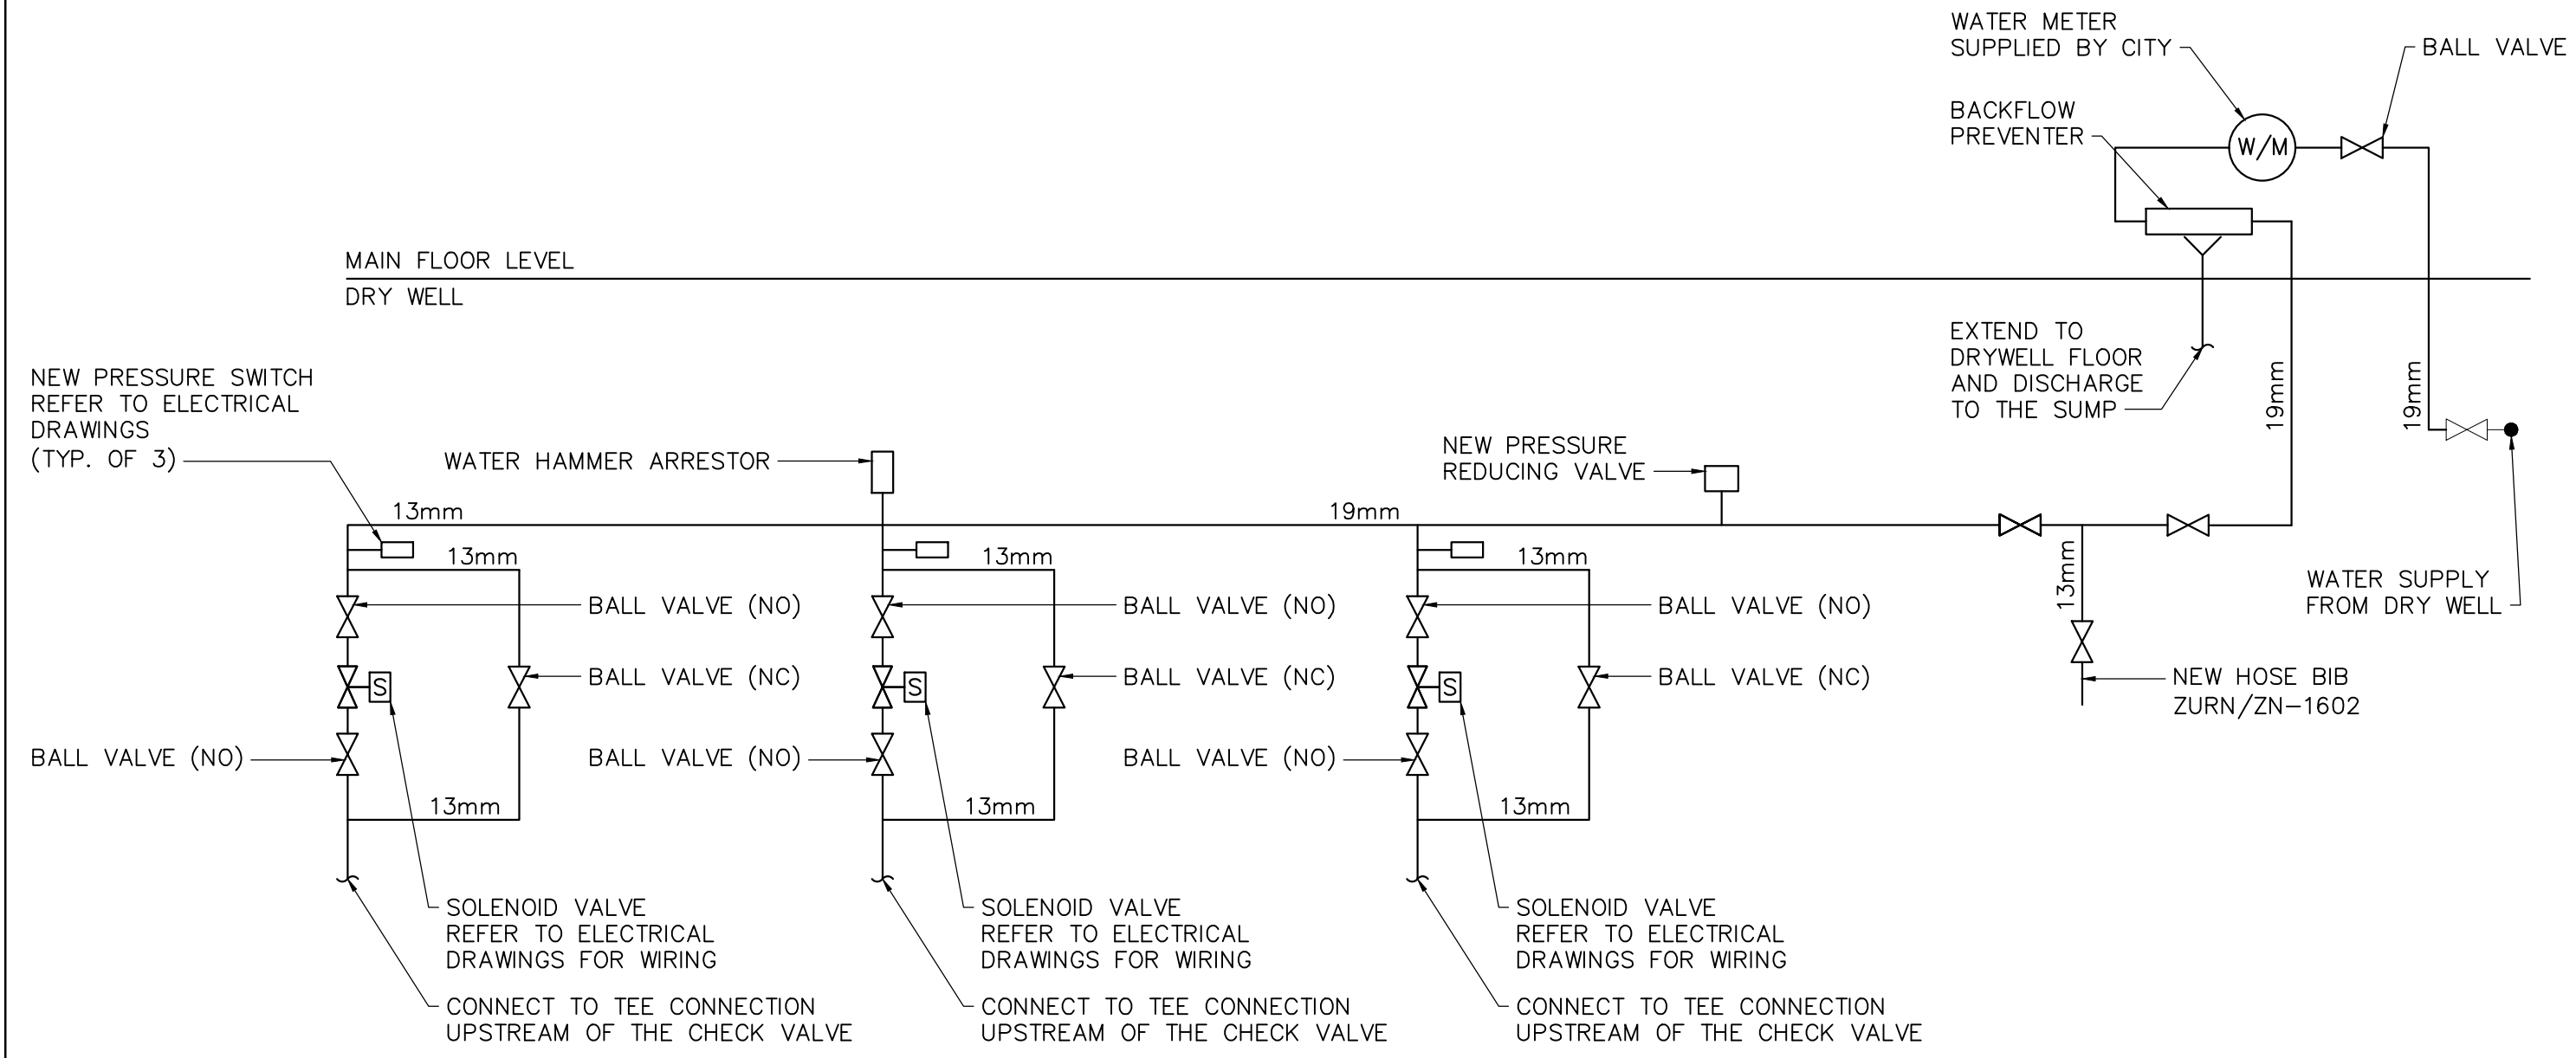 WATER METER
SUPPLIED BY CITY
BALL VALVE
BACKFLOW
PREVENTER
W/M
MAIN FLOOR LEVEL
DRY WELL
EXTEND TO
DRYWELL FLOOR
AND DISCHARGE
TO THE SUMP
19mm
19mm
NEW PRESSURE SWITCH
REFER TO ELECTRICAL
DRAWINGS
(TYP. OF 3)
WATER HAMMER ARRESTOR
NEW PRESSURE
REDUCING VALVE
13mm
19mm
13mm
13mm
13mm
13mm
WATER SUPPLY
FROM DRY WELL
BALL VALVE (NO)
BALL VALVE (NO)
BALL VALVE (NO)
S
BALL VALVE (NC)
S
BALL VALVE (NC)
S
BALL VALVE (NC)
NEW HOSE BIB
ZURN/ZN-1602
BALL VALVE (NO)
BALL VALVE (NO)
BALL VALVE (NO)
13mm
13mm
13mm
SOLENOID VALVE
REFER TO ELECTRICAL
DRAWINGS FOR WIRING
SOLENOID VALVE
REFER TO ELECTRICAL
DRAWINGS FOR WIRING
SOLENOID VALVE
REFER TO ELECTRICAL
DRAWINGS FOR WIRING
CONNECT TO TEE CONNECTION
UPSTREAM OF THE CHECK VALVE
CONNECT TO TEE CONNECTION
UPSTREAM OF THE CHECK VALVE
CONNECT TO TEE CONNECTION
UPSTREAM OF THE CHECK VALVE